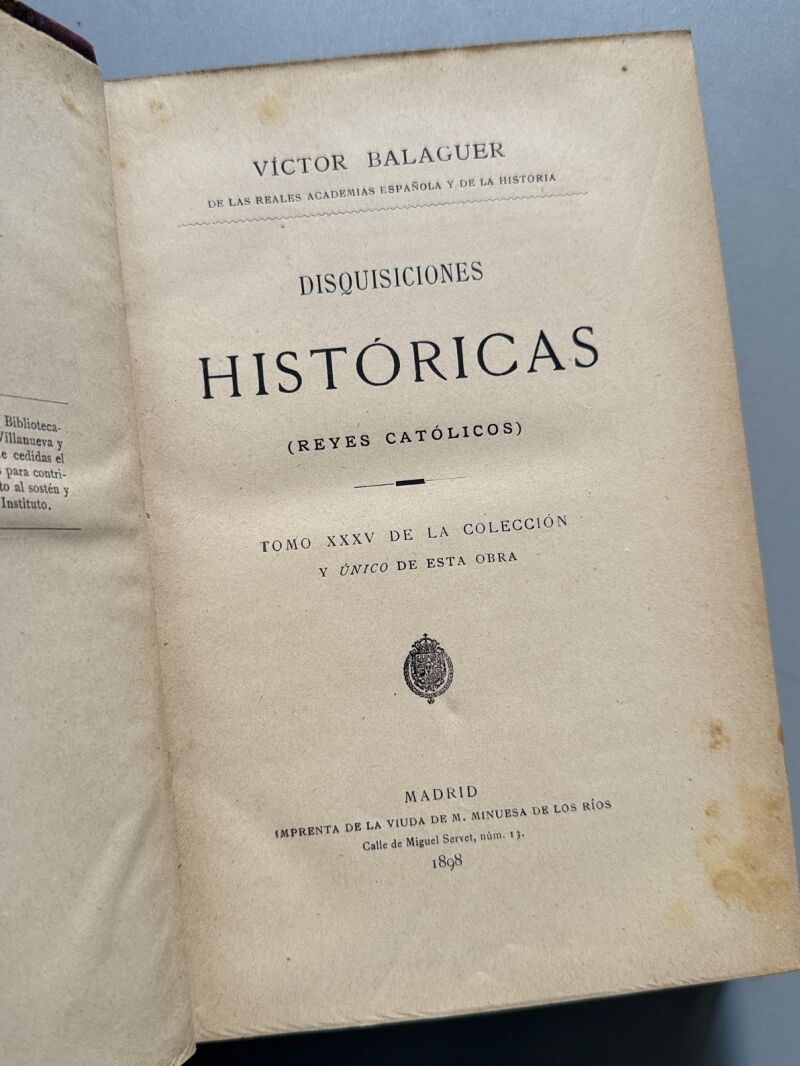 Biblioteca-
Villanueva y
cedidas el
para contri-
al sostén y
Instituto.
VÍCTOR BALAGUER
DE LAS REALES ACADEMIAS ESPAÑOLA Y DE LA HISTORIA
DISQUISICIONES
HISTÓRICAS
(REYES CATÓLICOS)
TOMO XXXV DE LA COLECCIÓN
Y ÚNICO DE ESTA OBRA
MADRID
IMPRENTA DE LA VIUDA DE M. MINUESA DE LOS RÍOS
Calle de Miguel Servet, núm. 13.
1898